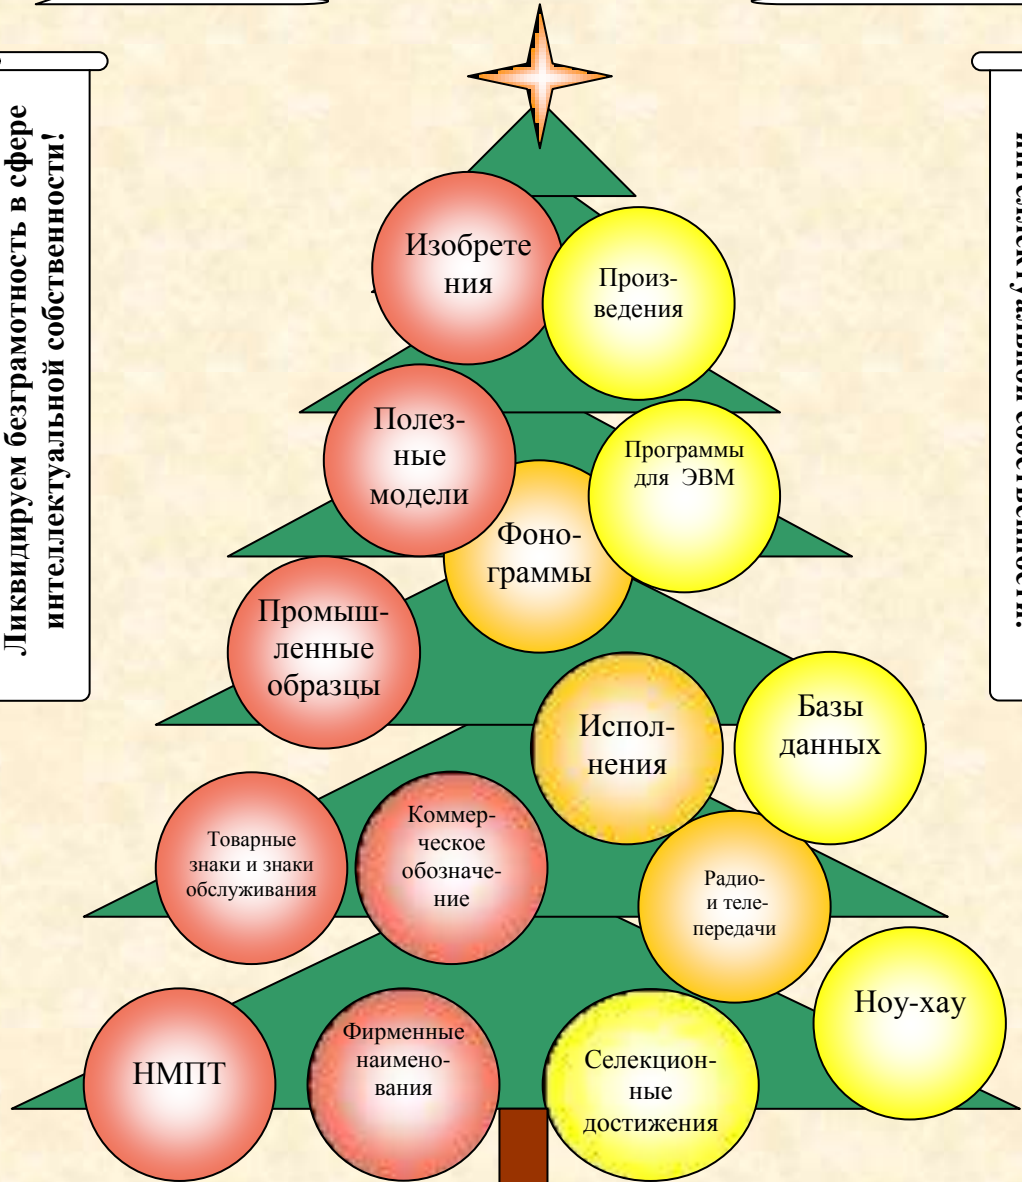 Ликвидируем безграмотность в сфере
интеллектуальной собственности!
Изобрете
ния
Произ-
ведения
Полез-
ные
модели
Программы
для ЭВМ
Фоно-
граммы
Промыш-
ленные
образцы
Испол-
нения
Базы
данных
Товарные
знаки и знаки
обслуживания
Коммер-
ческое
обозначе-
ние
Радио-
и теле-
передачи
Ноу-хау
НМПТ
Фирменные
наимено-
вания
Селекцион-
ные
достижения
интеллектуальной собственности!